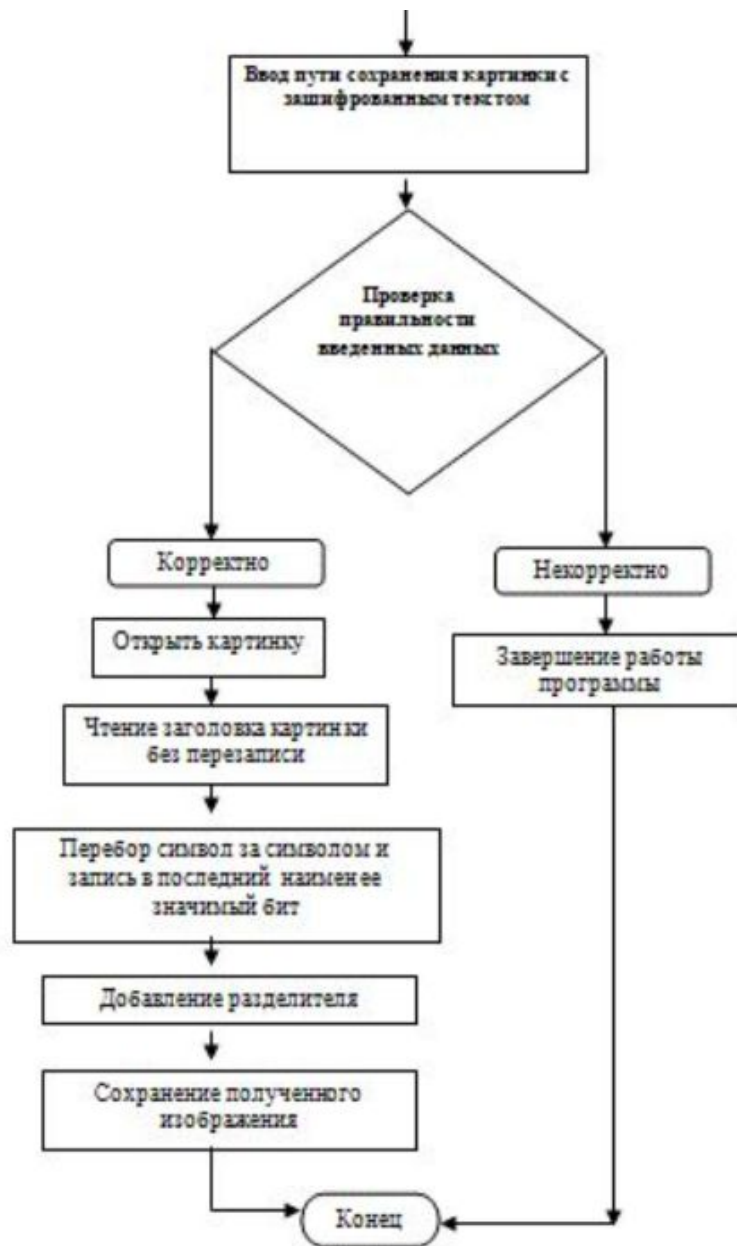 Ввод пути сохранения картинки с
зашифрованным текстом
Проверка
правильности
введенных данных
Корректно
Некорректно
Открыть картинку
Завершение работы
программы
Чтение заголовка картинки
без перезаписи
Перебор символ за символом и
запись в последний наименее
значимый бит
Добавление разделителя
Сохранение полученного
изображения
Конец